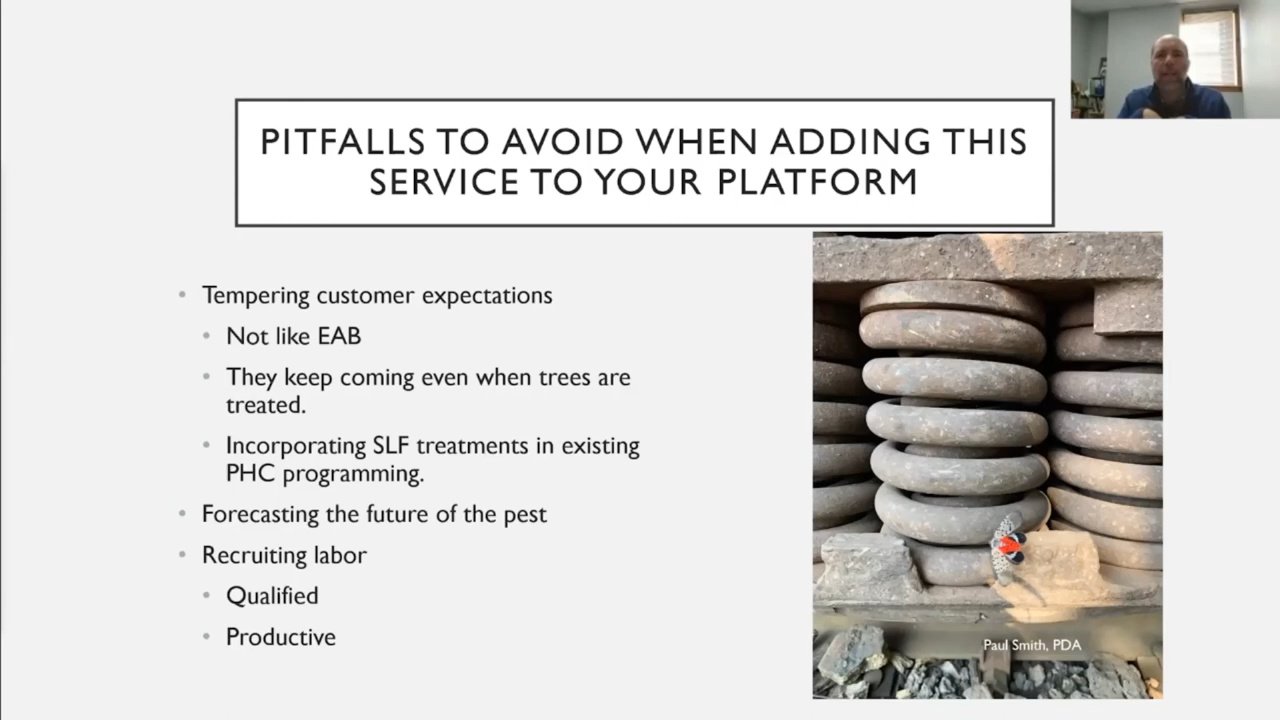 PITFALLS TO AVOID WHEN ADDING THIS
SERVICE TO YOUR PLATFORM
• Tempering customer expectations
• Not like EAB
• They keep coming even when trees are
treated.
• Incorporating SLF treatments in existing
PHC programming.
• Forecasting the future of the pest
• Recruiting labor
• Qualified
• Productive
Paul Smith, PDA